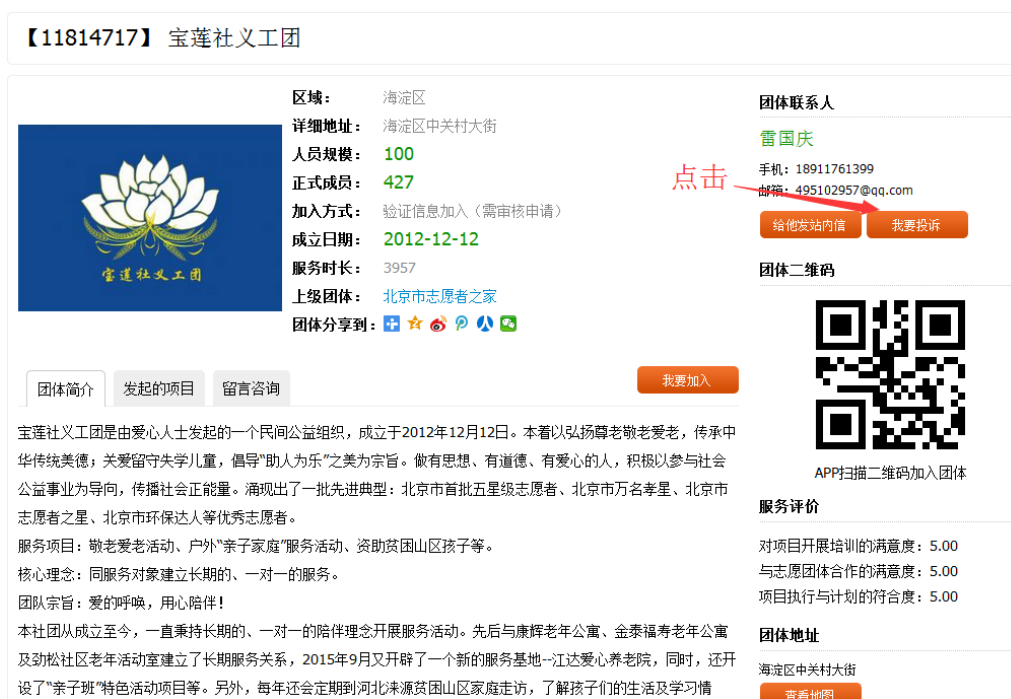 【11814717】 宝莲社义工团
宝莲社义工团
区域： 海淀区
详细地址： 海淀区中关村大街
人员规模： 100
正式成员： 427
加入方式： 验证信息加入（需审核申请）
成立日期： 2012-12-12
服务时长： 3957
上级团体： 北京市志愿者之家
团体分享到：
团体联系人
雷国庆
手机：18911761399
邮箱：495102957@qq.com
点击
给他发站内信 我要投诉
团体二维码
APP扫描二维码加入团体
服务评价
对项目开展培训的满意度：5.00
与志愿团体合作的满意度：5.00
项目执行与计划的符合度：5.00
团体地址
海淀区中关村大街
查看地图
团体简介 发起的项目 留言咨询 我要加入
宝莲社义工团是由爱心人士发起的一个民间公益组织，成立于2012年12月12日。本着以弘扬尊老敬老爱老，传承中
华传统美德；关爱留守失学儿童，倡导“助人为乐”之美为宗旨。做有思想、有道德、有爱心的人，积极以参与社会
公益事业为导向，传播社会正能量。涌现出了一批先进典型：北京市首批五星级志愿者、北京市万名孝星、北京市
志愿者之星、北京市环保达人等优秀志愿者。
服务项目：敬老爱老活动、户外“亲子家庭”服务活动、资助贫困山区孩子等。
核心理念：同服务对象建立长期的、一对一的服务。
团队宗旨：爱的呼唤，用心陪伴！
本社团从成立至今，一直秉持长期的、一对一的陪伴理念开展服务活动。先后与康辉老年公寓、金泰福寿老年公寓
及劲松社区老年活动室建立了长期服务关系，2015年9月又开辟了一个新的服务基地--江达爱心养老院，同时，还开
设了“亲子班”特色活动项目等。另外，每年还会定期到河北涞源贫困山区家庭走访，了解孩子们的生活及学习情